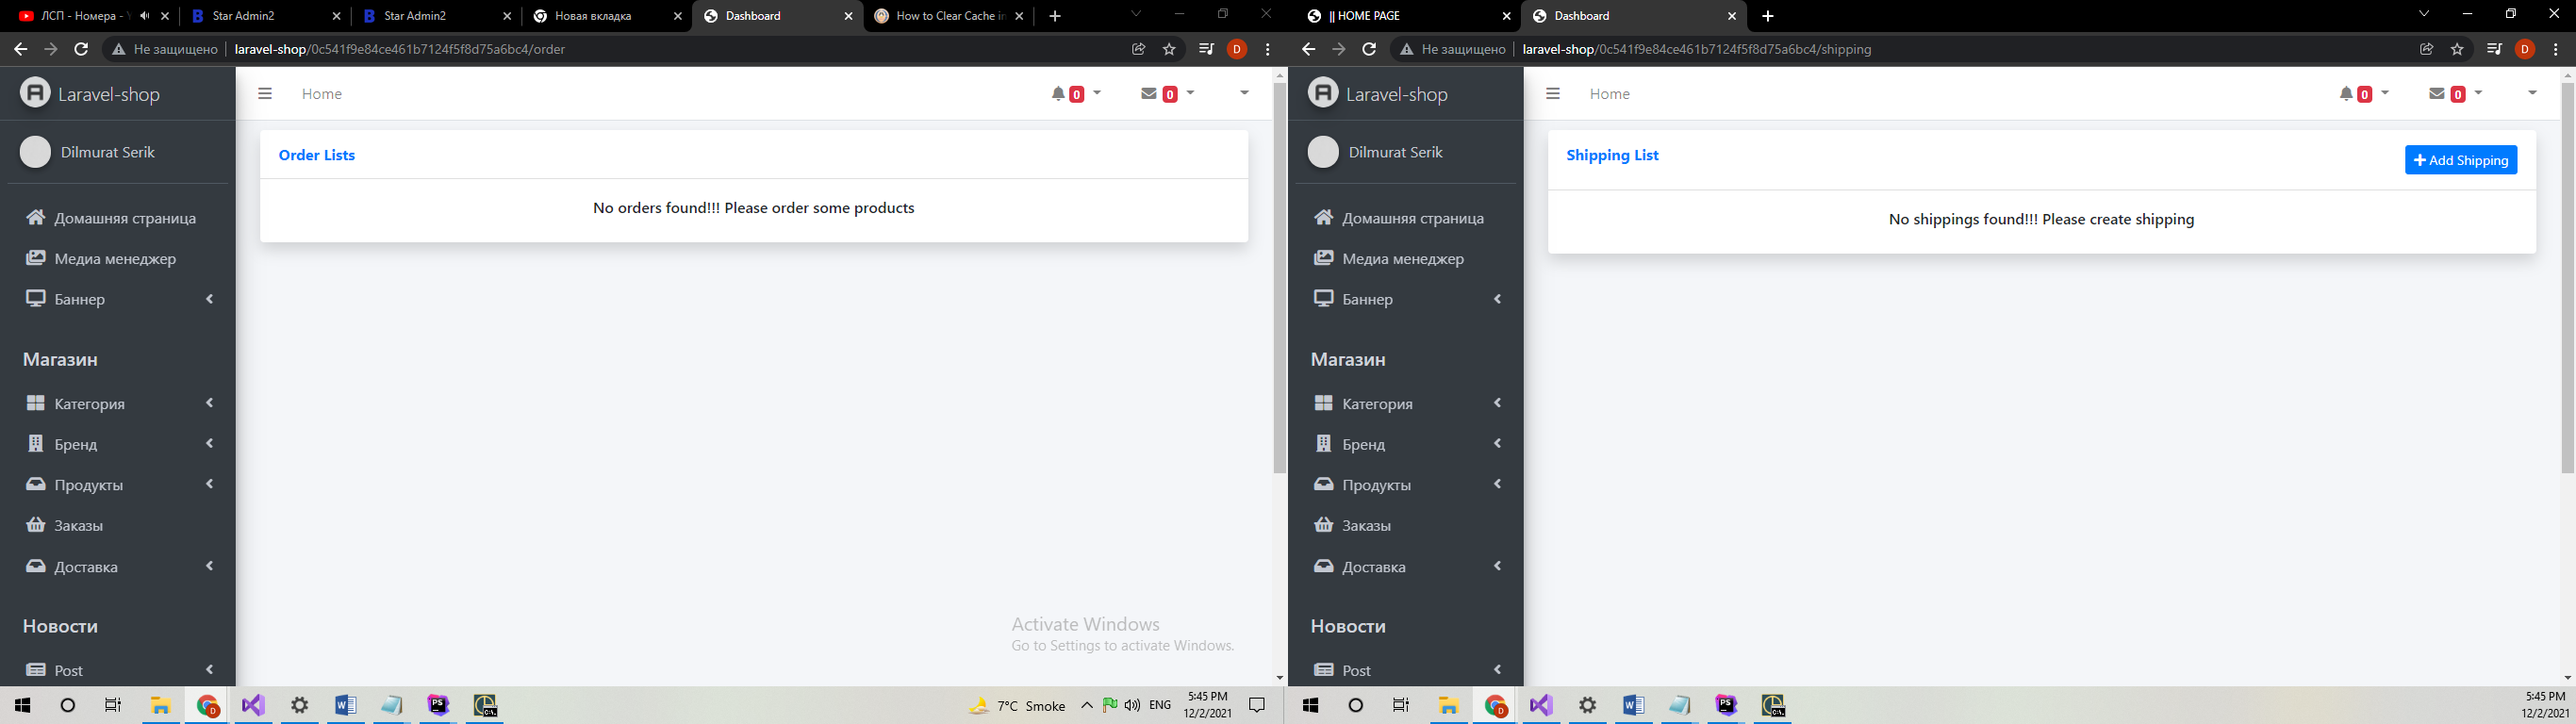 ЛСП - Номера - Y
Star Admin2
Star Admin2
Новая вкладка
Dashboard
How to Clear Cache in
Не защищено
laravel-shop/0c541f9e84ce461b7124f5f8d75a6bc4/order
D
Laravel-shop
Home
0
0
Dilmurat Serik
Order Lists
No orders found!!! Please order some products
Домашняя страница
Медиа менеджер
Баннер
Магазин
Категория
Бренд
Продукты
Заказы
Доставка
Новости
Post
Activate Windows
Go to Settings to activate Windows.
7°C Smoke
ENG
5:45 PM
12/2/2021
|| HOME PAGE
Dashboard
Не защищено
laravel-shop/0c541f9e84ce461b7124f5f8d75a6bc4/shipping
D
Laravel-shop
Home
0
0
Dilmurat Serik
Shipping List
Add Shipping
No shippings found!!! Please create shipping
Домашняя страница
Медиа менеджер
Баннер
Магазин
Категория
Бренд
Продукты
Заказы
Доставка
Новости
Post
5:45 PM
12/2/2021